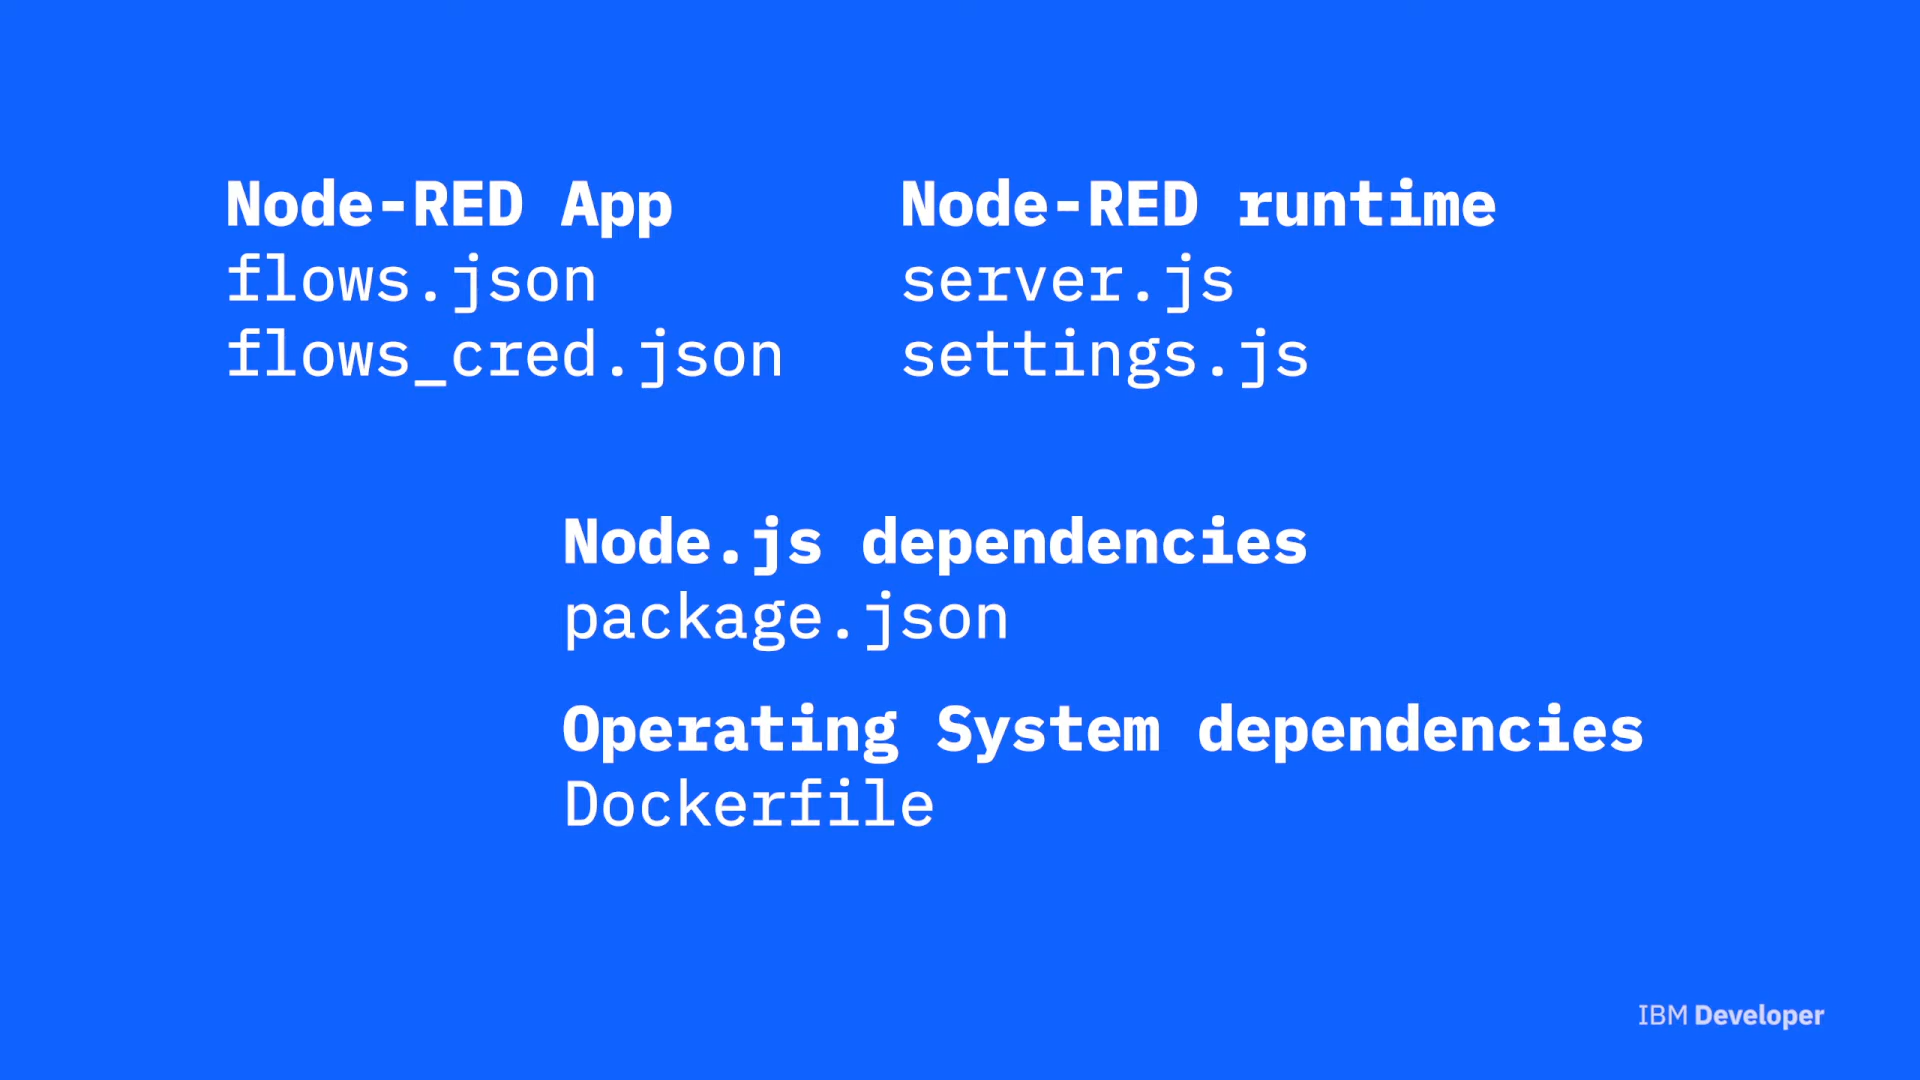 Node-RED App
flows.json
flows_cred.json
Node-RED runtime
server.js
settings.js
Node.js dependencies
package.json
Operating System dependencies
Dockerfile
IBM Developer